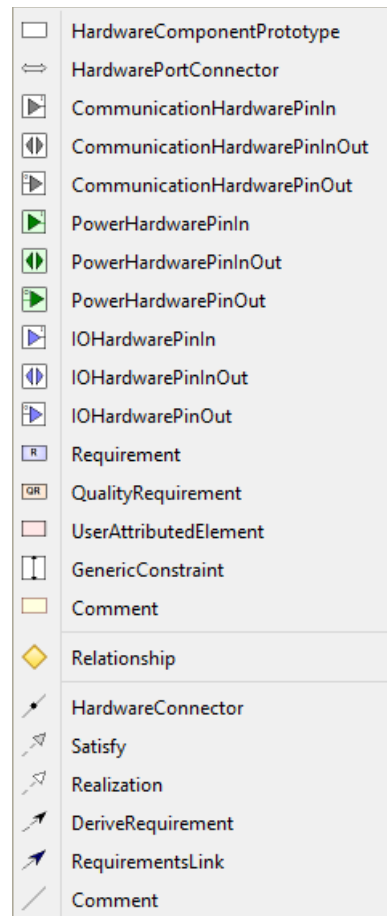 HardwareComponentPrototype
HardwarePortConnector
CommunicationHardwarePinIn
CommunicationHardwarePinInOut
CommunicationHardwarePinOut
PowerHardwarePinIn
PowerHardwarePinInOut
PowerHardwarePinOut
IOHardwarePinIn
IOHardwarePinInOut
IOHardwarePinOut
R Requirement
QR QualityRequirement
UserAttributedElement
GenericConstraint
Comment
Relationship
HardwareConnector
Satisfy
Realization
DeriveRequirement
RequirementsLink
Comment